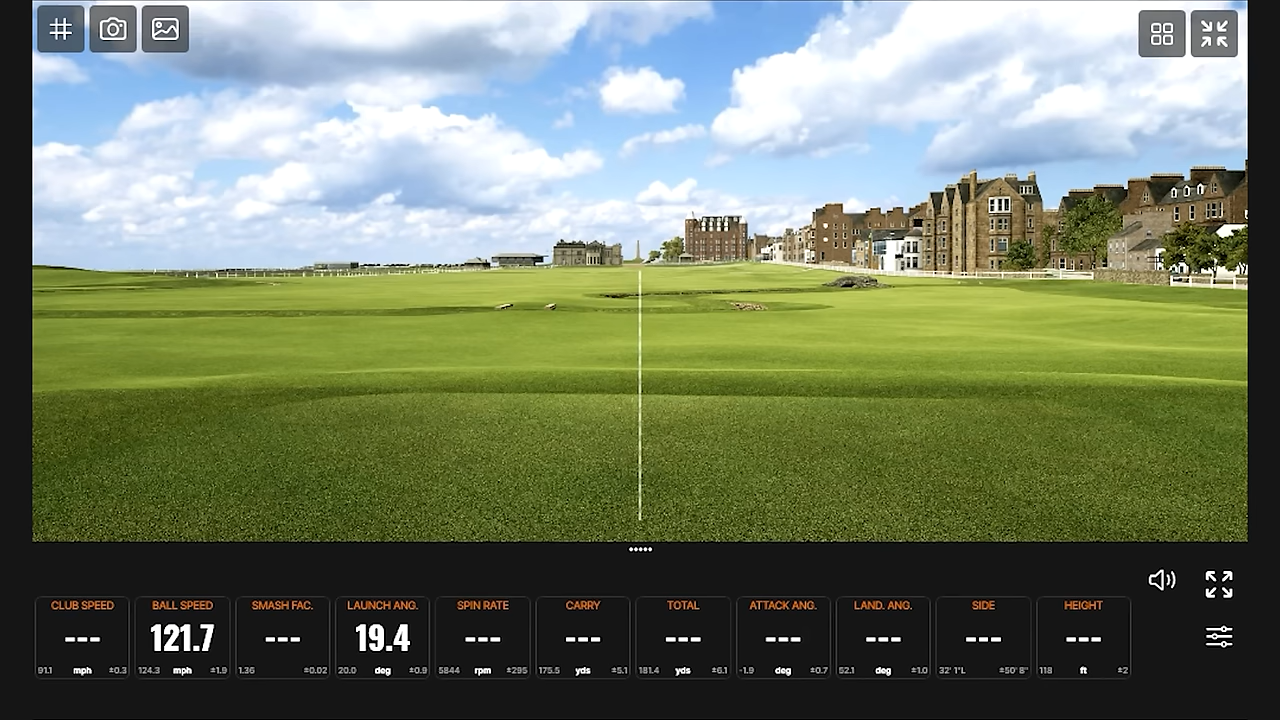 CLUB SPEED BALL SPEED SMASH FAC. LAUNCH ANG. SPIN RATE CARRY TOTAL ATTACK ANG. LAND. ANG. SIDE HEIGHT
--- 121.7 --- 19.4 --- --- --- --- --- --- ---
91.1 mph ±0.3 124.3 mph ±1.9 1.36 ±0.02 20.0 deg ±0.9 5844 rpm ±295 175.5 yds ±5.1 181.4 yds ±6.1 -1.9 deg ±0.7 52.1 deg ±1.0 32' 1"L ±50' 8" 118 ft ±2